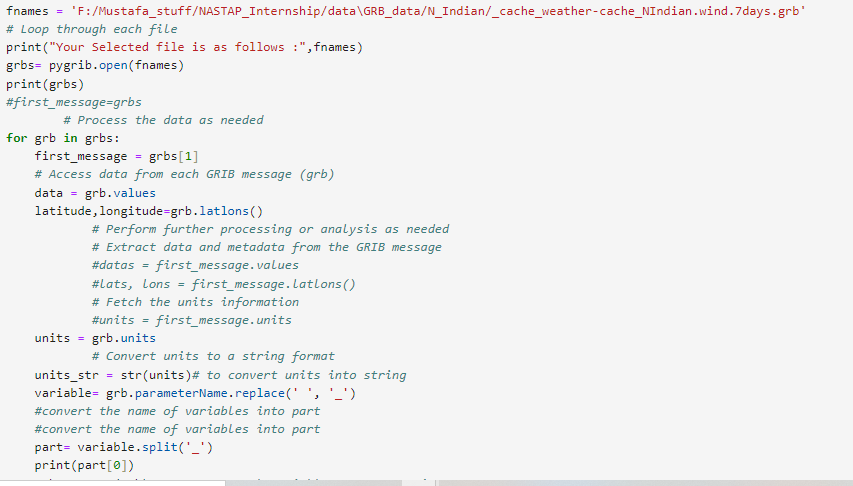 fnames = 'F:/Mustafa_stuff/NASTAP_Internship/data\GRB_data/N_Indian/_cache_weather-cache_NIndian.wind.7days.grb'
# Loop through each file
print("Your Selected file is as follows :",fnames)
grbs= pygrib.open(fnames)
print(grbs)
#first_message=grbs
        # Process the data as needed
for grb in grbs:
    first_message = grbs[1]
    # Access data from each GRIB message (grb)
    data = grb.values
    latitude,longitude=grb.latlons()
            # Perform further processing or analysis as needed
            # Extract data and metadata from the GRIB message
            #datas = first_message.values
            #lats, lons = first_message.latlons()
            # Fetch the units information
            #units = first_message.units
    units = grb.units
            # Convert units to a string format
    units_str = str(units)# to convert units into string
    variable= grb.parameterName.replace(' ', '_')
    #convert the name of variables into part
    #convert the name of variables into part
    part= variable.split('_')
    print(part[0])